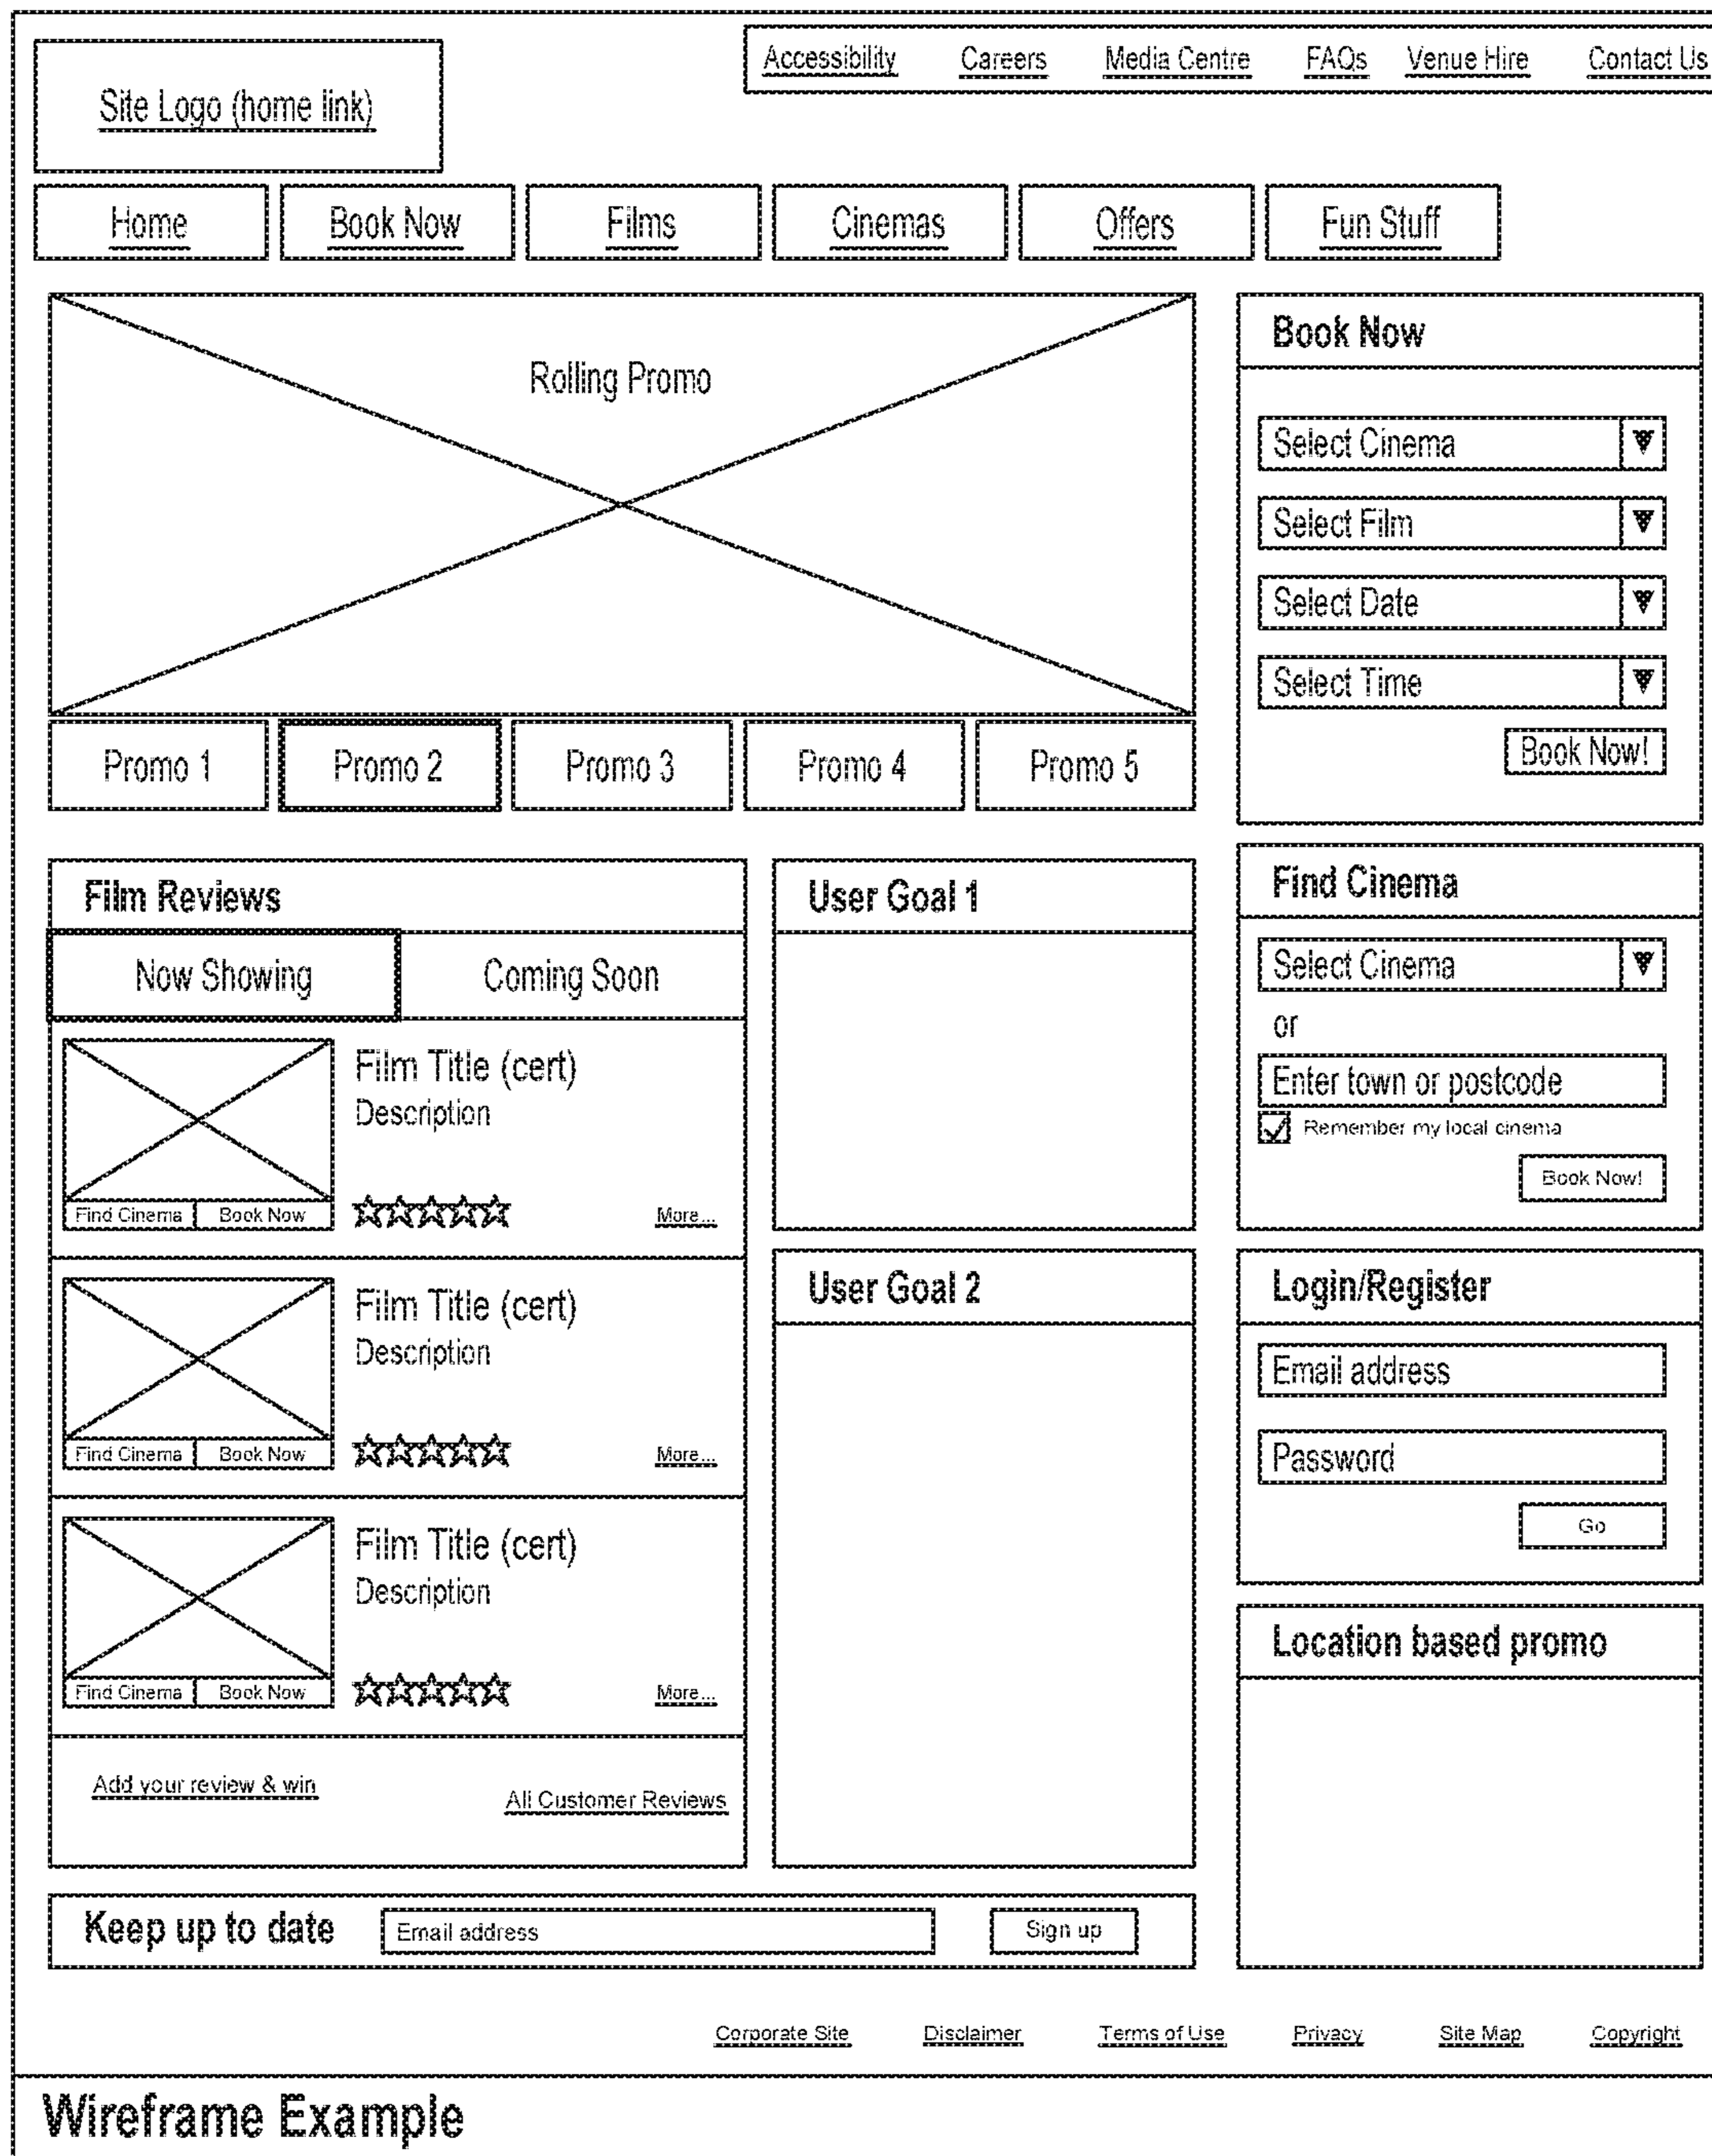 Accessibility Careers Media Centre FAQs Venue Hire Contact Us
Site Logo (home link)
Home Book Now Films Cinemas Offers Fun Stuff
Rolling Promo
Promo 1 Promo 2 Promo 3 Promo 4 Promo 5
Book Now
Select Cinema
Select Film
Select Date
Select Time
Book Now!
Film Reviews
Now Showing Coming Soon
Film Title (cert)
Description
Find Cinema Book Now More...
Film Title (cert)
Description
Find Cinema Book Now More...
Film Title (cert)
Description
Find Cinema Book Now More...
Add your review & win
All Customer Reviews
User Goal 1
User Goal 2
Find Cinema
Select Cinema
or
Enter town or postcode
Remember my local cinema
Book Now!
Login/Register
Email address
Password
Go
Location based promo
Keep up to date Email address Sign up
Corporate Site Disclaimer Terms of Use Privacy Site Map Copyright
Wireframe Example